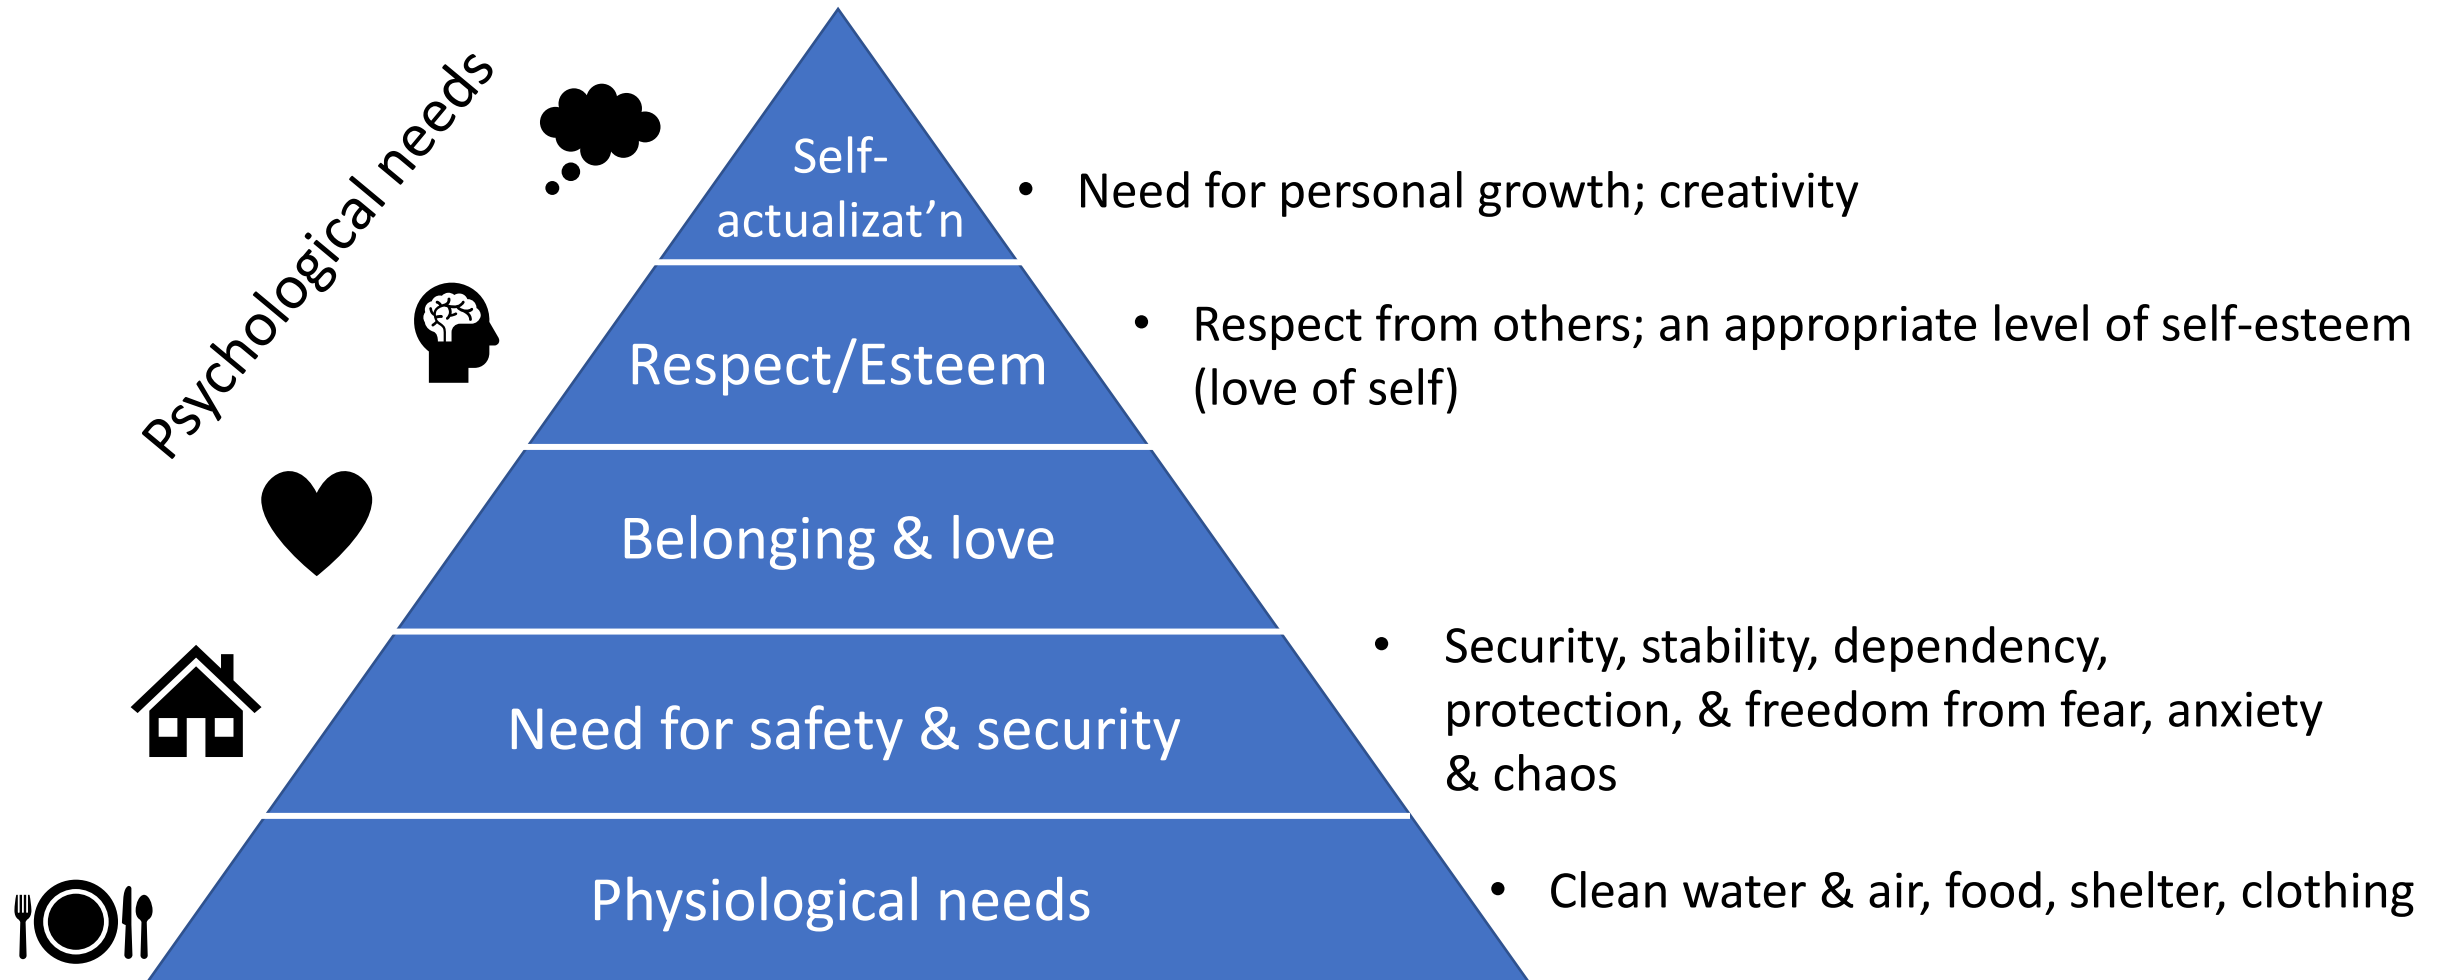 Psychological needs
Self-
actualizat’n
• Need for personal growth; creativity
Respect/Esteem
• Respect from others; an appropriate level of self-esteem
(love of self)
Belonging & love
Need for safety & security
• Security, stability, dependency,
protection, & freedom from fear, anxiety
& chaos
Physiological needs
• Clean water & air, food, shelter, clothing